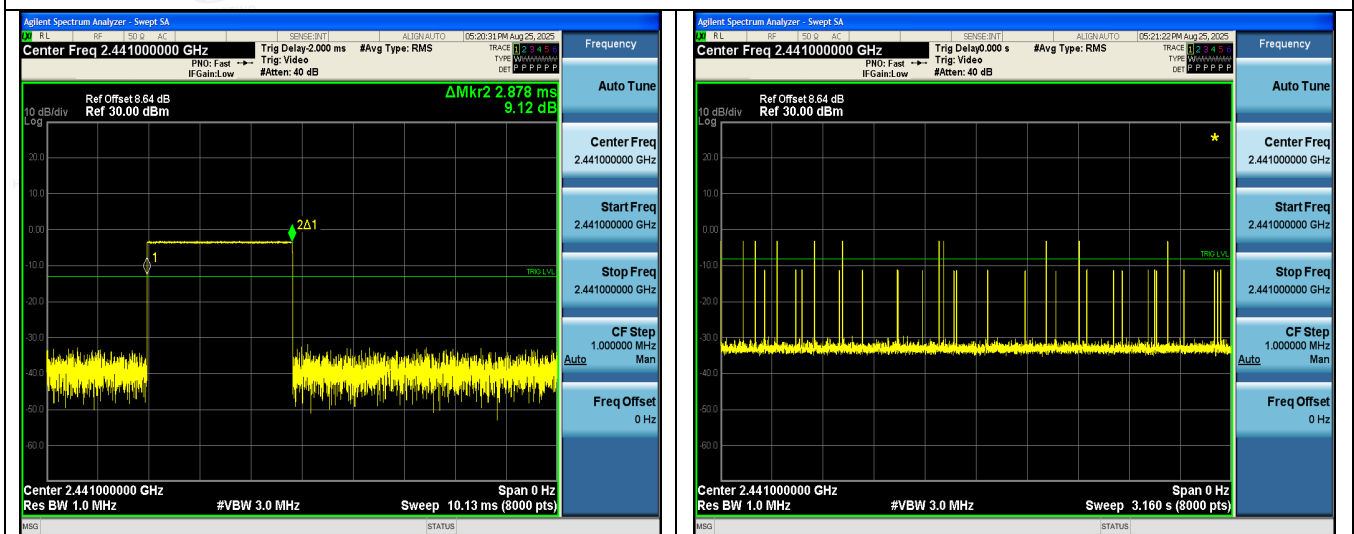 Agilent Spectrum Analyzer - Swept SA
RL RF 50 Ω AC SENSE:INT ALIGNAUTO 05:20:31 PM Aug 25, 2025
Center Freq 2.441000000 GHz
PNO: Fast
IFGain:Low
Trig Delay-2.000 ms
Trig: Video
#Atten: 40 dB
#Avg Type: RMS
TRACE 1 2 3 4 5 6
TYPE
DET P P P P P P
Ref Offset 8.64 dB
Ref 30.00 dBm
10 dB/div
Log
ΔMkr2 2.878 ms
9.12 dB
20.0
10.0
0.00
-10.0
-20.0
-30.0
-40.0
-50.0
-60.0
1
2Δ1
TRIG LVL
Center 2.441000000 GHz
Res BW 1.0 MHz
#VBW 3.0 MHz
Span 0 Hz
Sweep 10.13 ms (8000 pts)
MSG
STATUS
Frequency
Auto Tune
Center Freq
2.441000000 GHz
Start Freq
2.441000000 GHz
Stop Freq
2.441000000 GHz
CF Step
1.000000 MHz
Auto Man
Freq Offset
0 Hz
Agilent Spectrum Analyzer - Swept SA
RL RF 50 Ω AC SENSE:INT ALIGNAUTO 05:21:22 PM Aug 25, 2025
Center Freq 2.441000000 GHz
PNO: Fast
IFGain:Low
Trig Delay0.000 s
Trig: Video
#Atten: 40 dB
#Avg Type: RMS
TRACE 1 2 3 4 5 6
TYPE
DET P P P P P P
Ref Offset 8.64 dB
Ref 30.00 dBm
10 dB/div
Log
*
20.0
10.0
0.00
-10.0
-20.0
-30.0
-40.0
-50.0
-60.0
TRIG LVL
Center 2.441000000 GHz
Res BW 1.0 MHz
#VBW 3.0 MHz
Span 0 Hz
Sweep 3.160 s (8000 pts)
MSG
STATUS
Frequency
Auto Tune
Center Freq
2.441000000 GHz
Start Freq
2.441000000 GHz
Stop Freq
2.441000000 GHz
CF Step
1.000000 MHz
Auto Man
Freq Offset
0 Hz